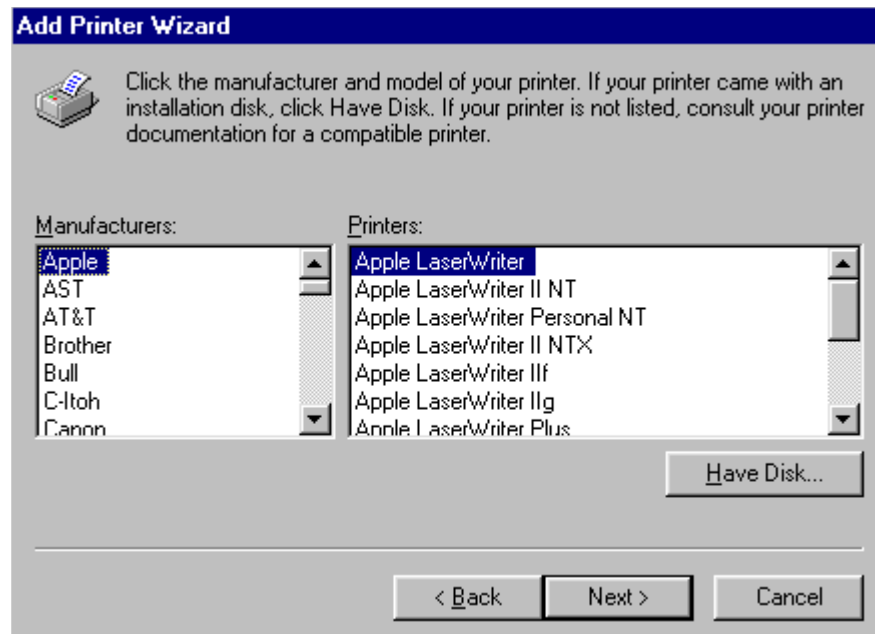 Add Printer Wizard
Click the manufacturer and model of your printer. If your printer came with an
installation disk, click Have Disk. If your printer is not listed, consult your printer
documentation for a compatible printer.
Manufacturers:
Apple
AST
AT&T
Brother
Bull
C-Itoh
Canon
Printers:
Apple LaserWriter
Apple LaserWriter II NT
Apple LaserWriter Personal NT
Apple LaserWriter II NTX
Apple LaserWriter IIf
Apple LaserWriter IIg
Apple LaserWriter Plus
Have Disk...
< Back
Next >
Cancel